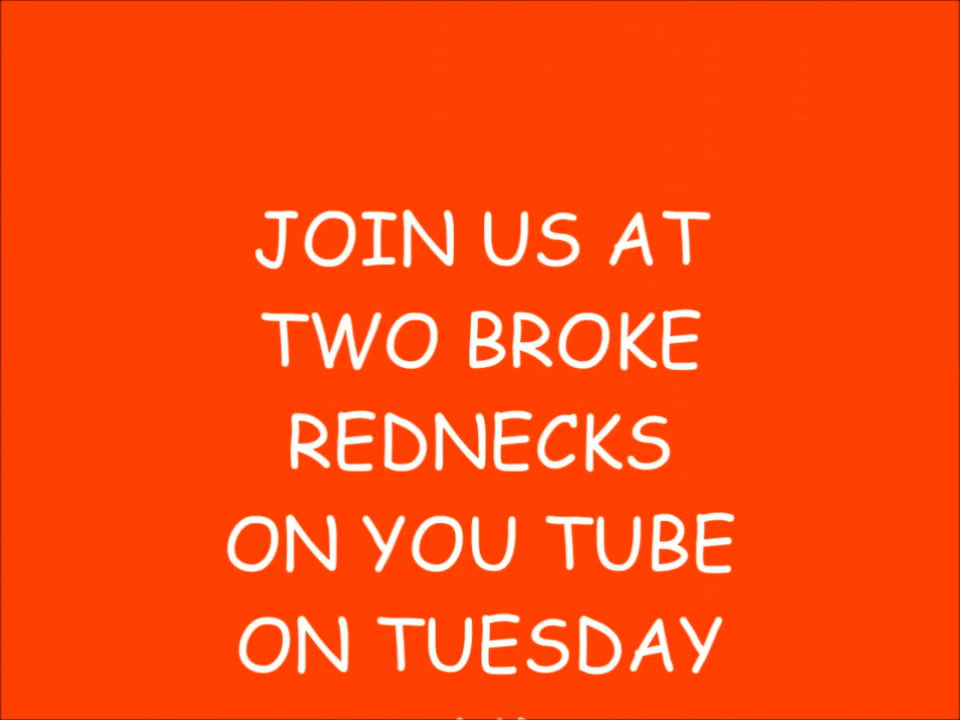 JOIN US AT
TWO BROKE
REDNECKS
ON YOU TUBE
ON TUESDAY